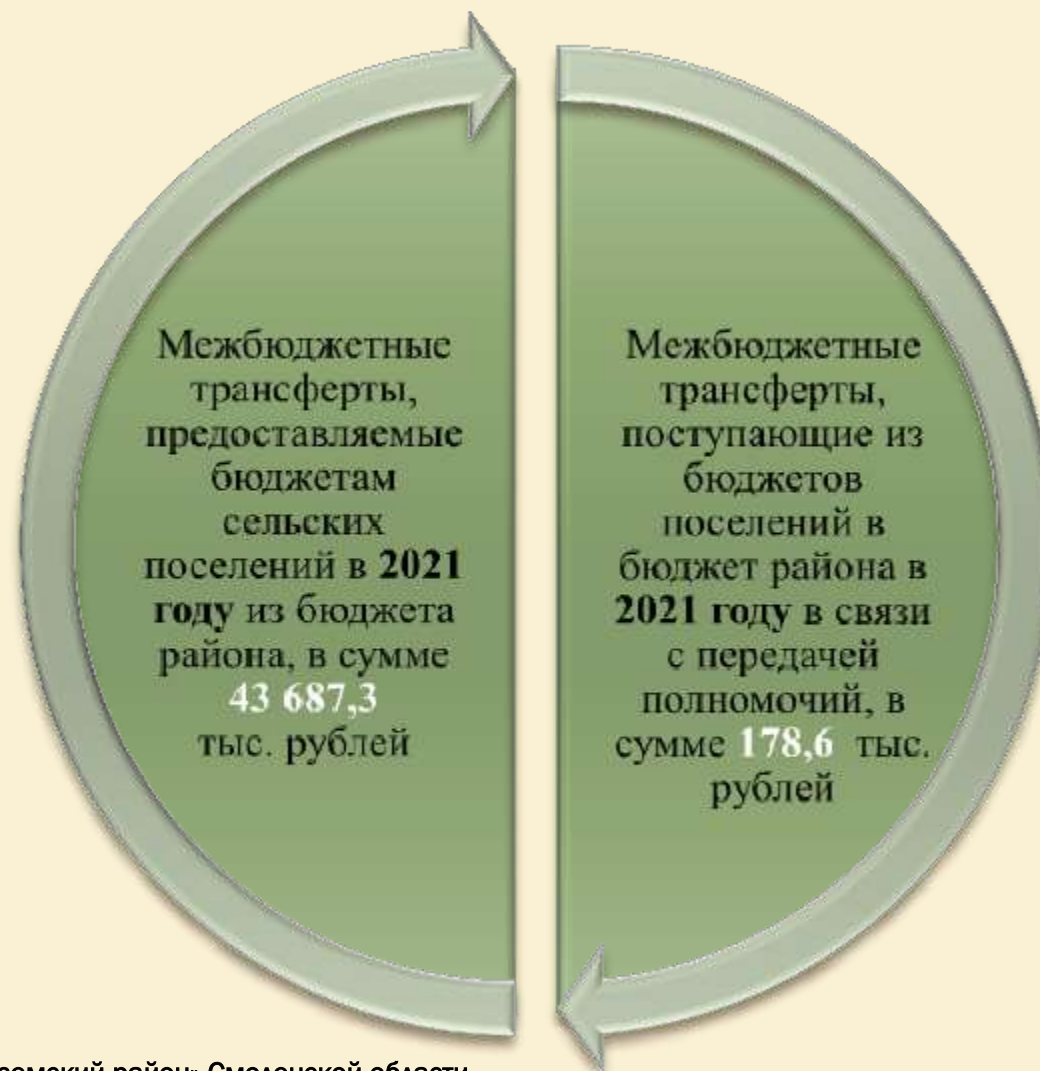 Межбюджетные
трансферты,
предоставляемые
бюджетам
сельских
поселений в 2021
году из бюджета
района, в сумме
43 687,3
тыс. рублей
Межбюджетные
трансферты,
поступающие из
бюджетов
поселений в
бюджет района в
2021 году в связи
с передачей
полномочий, в
сумме 178,6 тыс.
рублей
район» Смоленской области